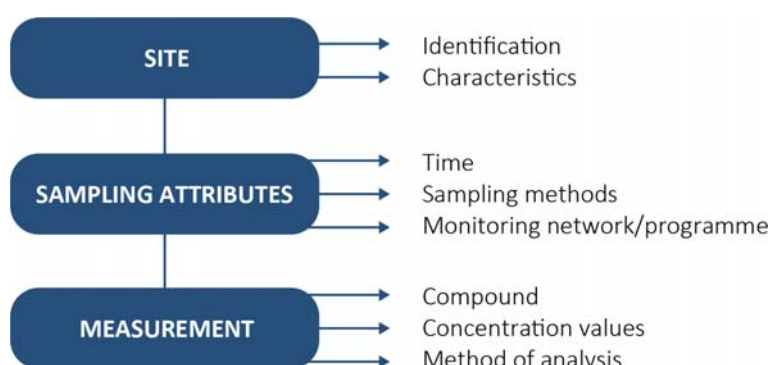 SITE
Identification
Characteristics
SAMPLING ATTRIBUTES
Time
Sampling methods
Monitoring network/programme
MEASUREMENT
Compound
Concentration values
Method of analysis